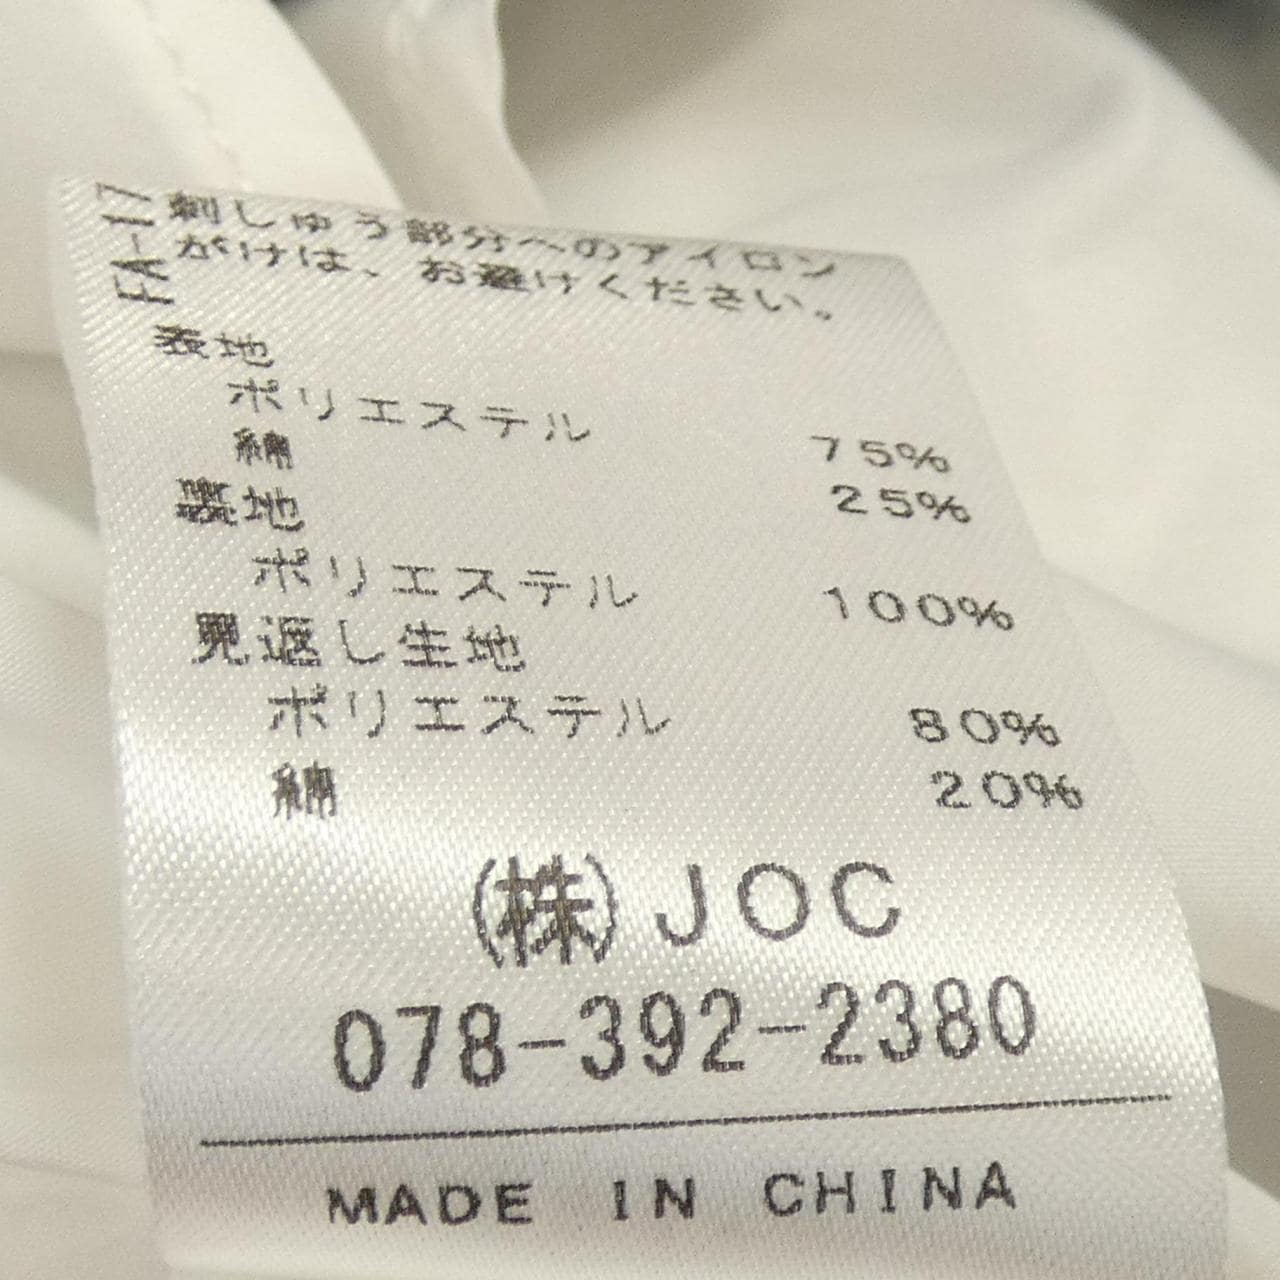 FA-17
刺しゅう部分へのアイロン
がけは、お避けください。
表地
ポリエステル 75%
綿 25%
裏地
ポリエステル 100%
見返し生地
ポリエステル 80%
綿 20%
(株)JOC
078-392-2380
MADE IN CHINA